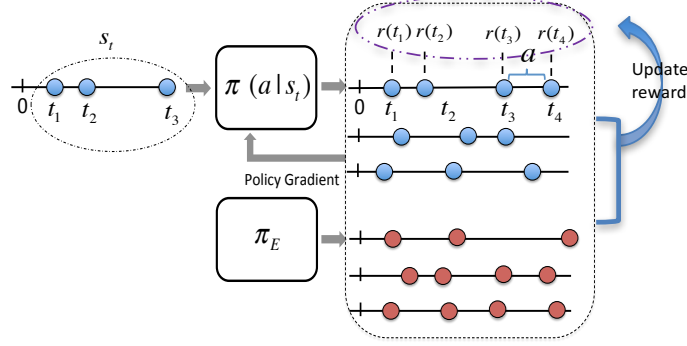 s_t
0 t_1 t_2 t_3
π (a | s_t)
r(t_1) r(t_2) r(t_3) r(t_4)
a
0 t_1 t_2 t_3 t_4
Update
reward
Policy Gradient
π_E